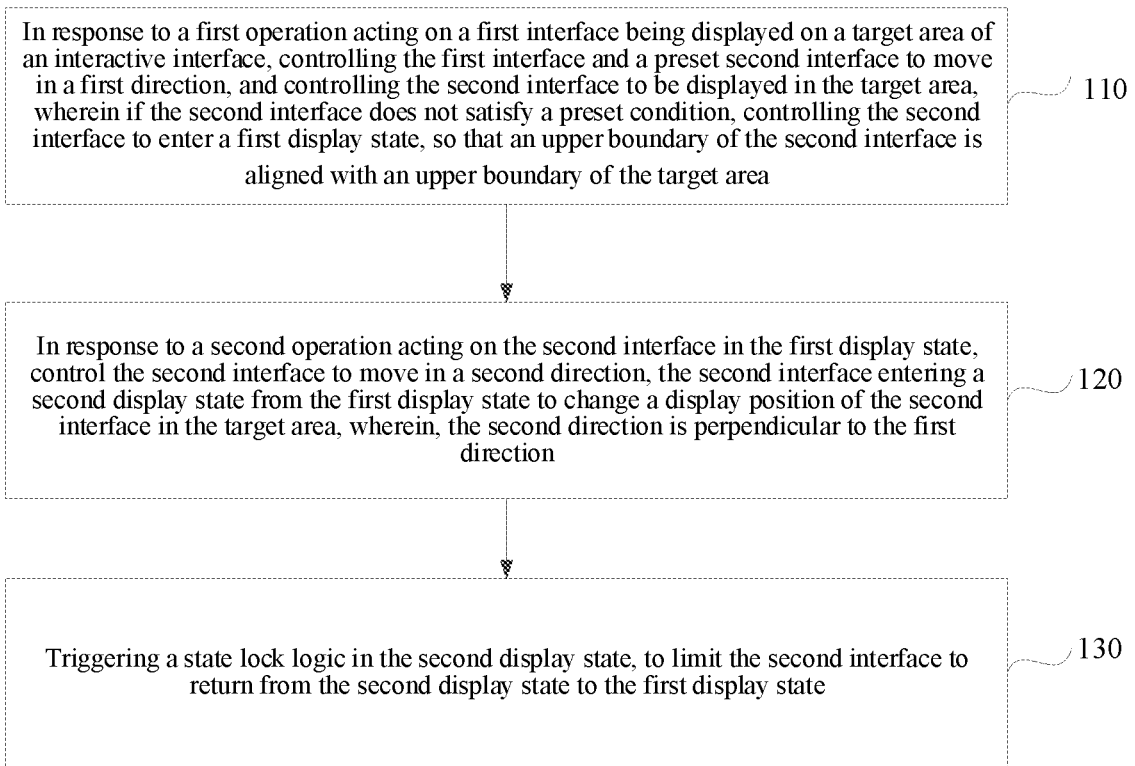 In response to a first operation acting on a first interface being displayed on a target area of
an interactive interface, controlling the first interface and a preset second interface to move
in a first direction, and controlling the second interface to be displayed in the target area,
wherein if the second interface does not satisfy a preset condition, controlling the second
interface to enter a first display state, so that an upper boundary of the second interface is
aligned with an upper boundary of the target area
110
In response to a second operation acting on the second interface in the first display state,
control the second interface to move in a second direction, the second interface entering a
second display state from the first display state to change a display position of the second
interface in the target area, wherein, the second direction is perpendicular to the first
direction
120
Triggering a state lock logic in the second display state, to limit the second interface to
return from the second display state to the first display state
130